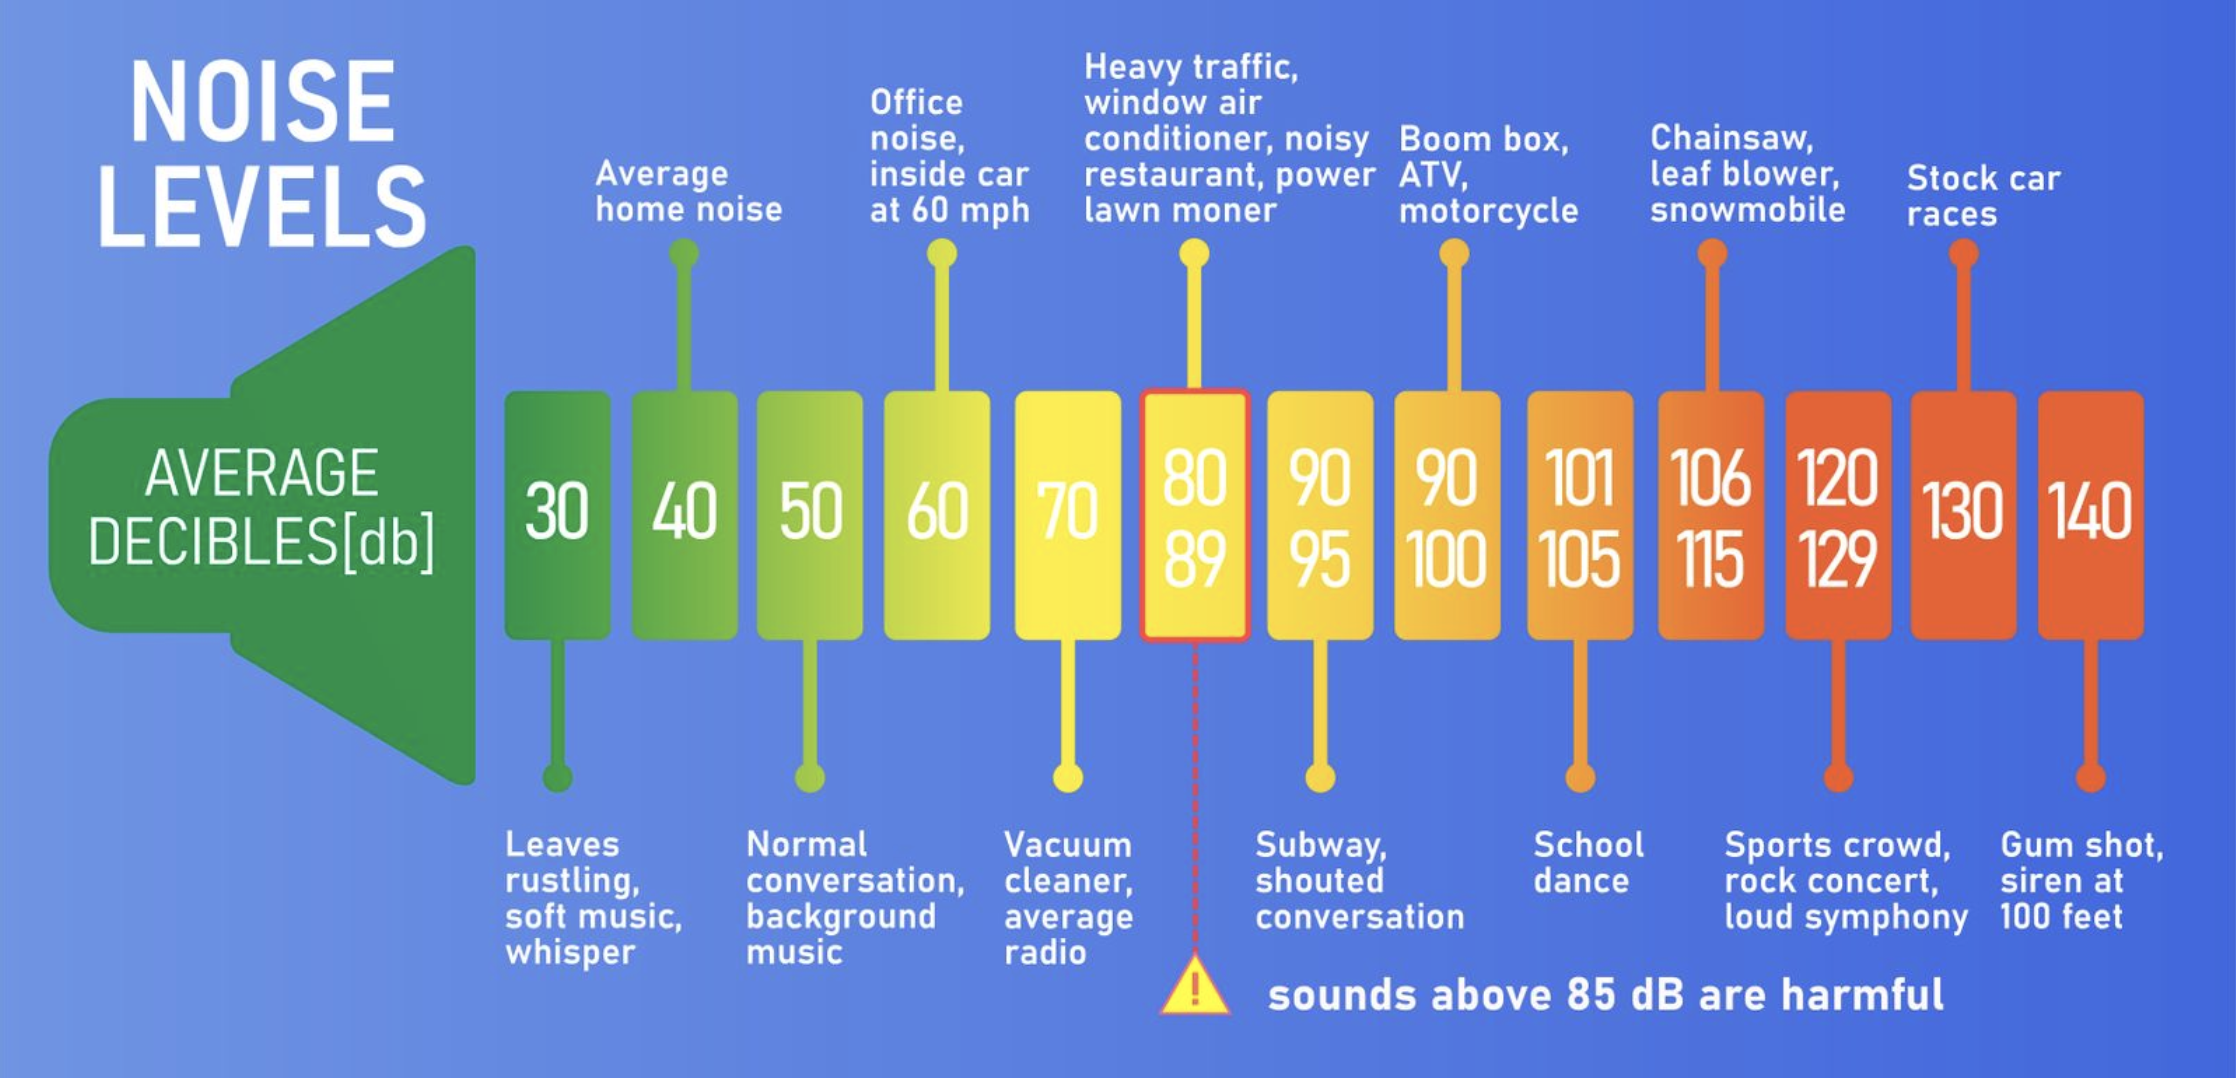 NOISE
LEVELS
AVERAGE
DECIBLES[db]
Average
home noise
Office
noise,
inside car
at 60 mph
Heavy traffic,
window air
conditioner, noisy
restaurant, power
lawn moner
Boom box,
ATV,
motorcycle
Chainsaw,
leaf blower,
snowmobile
Stock car
races
30
40
50
60
70
80
89
90
95
90
100
101
105
106
115
120
129
130
140
Leaves
rustling,
soft music,
whisper
Normal
conversation,
background
music
Vacuum
cleaner,
average
radio
Subway,
shouted
conversation
School
dance
Sports crowd,
rock concert,
loud symphony
Gum shot,
siren at
100 feet
!
sounds above 85 dB are harmful